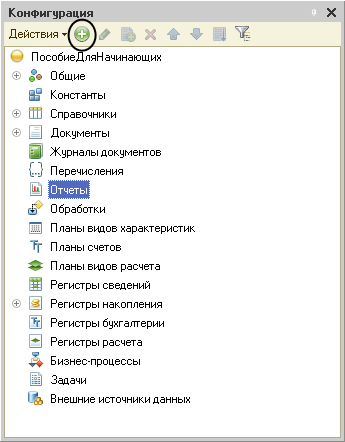 Конфигурация
Действия
ПособиеДляНачинающих
Общие
Константы
Справочники
Документы
Журналы документов
Перечисления
Отчеты
Обработки
Планы видов характеристик
Планы счетов
Планы видов расчета
Регистры сведений
Регистры накопления
Регистры бухгалтерии
Регистры расчета
Бизнес-процессы
Задачи
Внешние источники данных